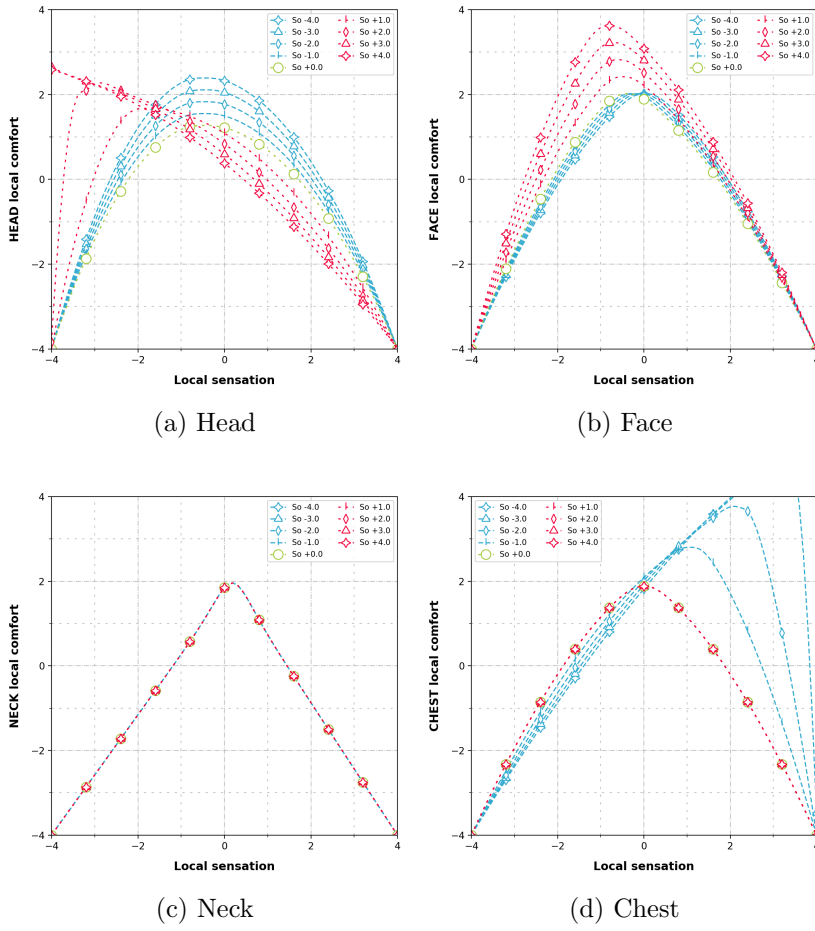 4
2
0
−2
−4
−4
−2
0
2
4
HEAD local comfort
Local sensation
So -4.0
So -3.0
So -2.0
So -1.0
So +0.0
So +1.0
So +2.0
So +3.0
So +4.0
(a) Head
4
2
0
−2
−4
−4
−2
0
2
4
FACE local comfort
Local sensation
So -4.0
So -3.0
So -2.0
So -1.0
So +0.0
So +1.0
So +2.0
So +3.0
So +4.0
(b) Face
4
2
0
−2
−4
−4
−2
0
2
4
NECK local comfort
Local sensation
So -4.0
So -3.0
So -2.0
So -1.0
So +0.0
So +1.0
So +2.0
So +3.0
So +4.0
(c) Neck
4
2
0
−2
−4
−4
−2
0
2
4
CHEST local comfort
Local sensation
So -4.0
So -3.0
So -2.0
So -1.0
So +0.0
So +1.0
So +2.0
So +3.0
So +4.0
(d) Chest